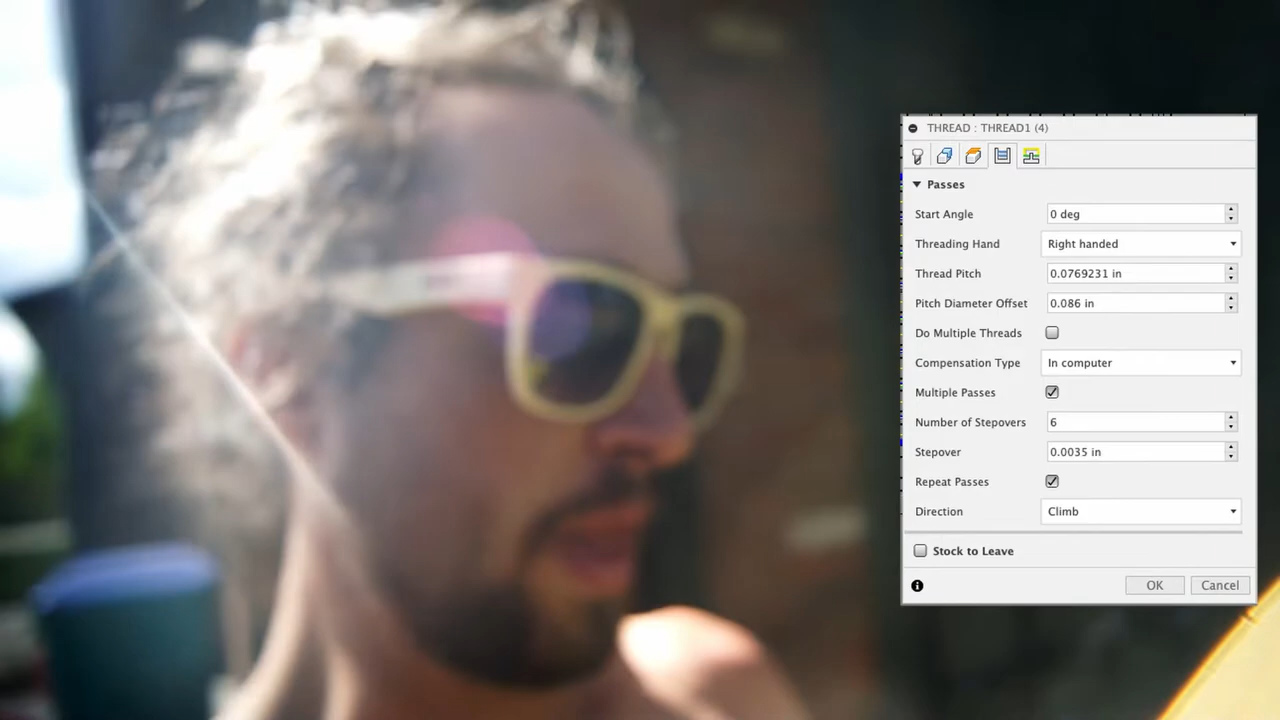 THREAD : THREAD1 (4)
Passes
Start Angle 0 deg
Threading Hand Right handed
Thread Pitch 0.0769231 in
Pitch Diameter Offset 0.086 in
Do Multiple Threads
Compensation Type In computer
Multiple Passes
Number of Stepovers 6
Stepover 0.0035 in
Repeat Passes
Direction Climb
Stock to Leave
OK Cancel